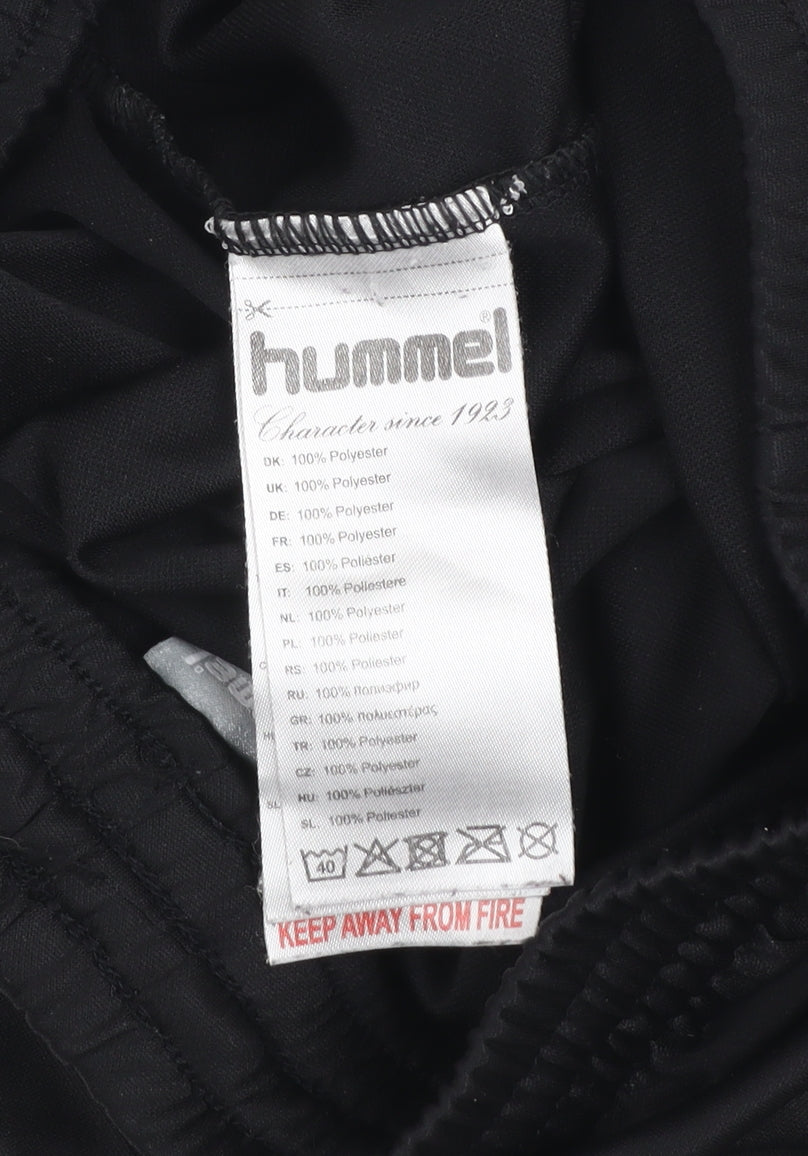 hummel®
Character since 1923
DK: 100% Polyester
UK: 100% Polyester
DE: 100% Polyester
FR: 100% Polyester
ES: 100% Poliéster
IT: 100% Poliestere
NL: 100% Polyester
PL: 100% Poliester
RS: 100% Poliester
RU: 100% Полиэфир
GR: 100% πολυεστέρας
TR: 100% Polyester
CZ: 100% Polyester
HU: 100% Poliészter
SL: 100% Poliester
40
KEEP AWAY FROM FIRE